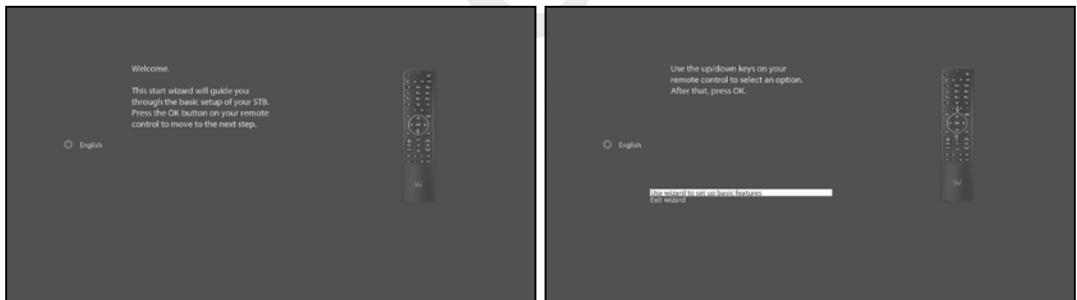 Welcome.
This start wizard will guide you
through the basic setup of your STB.
Press the OK button on your remote
control to move to the next step.
English
Use the up/down keys on your
remote control to select an option.
After that, press OK.
English
Use wizard to set up basic features
Exit wizard